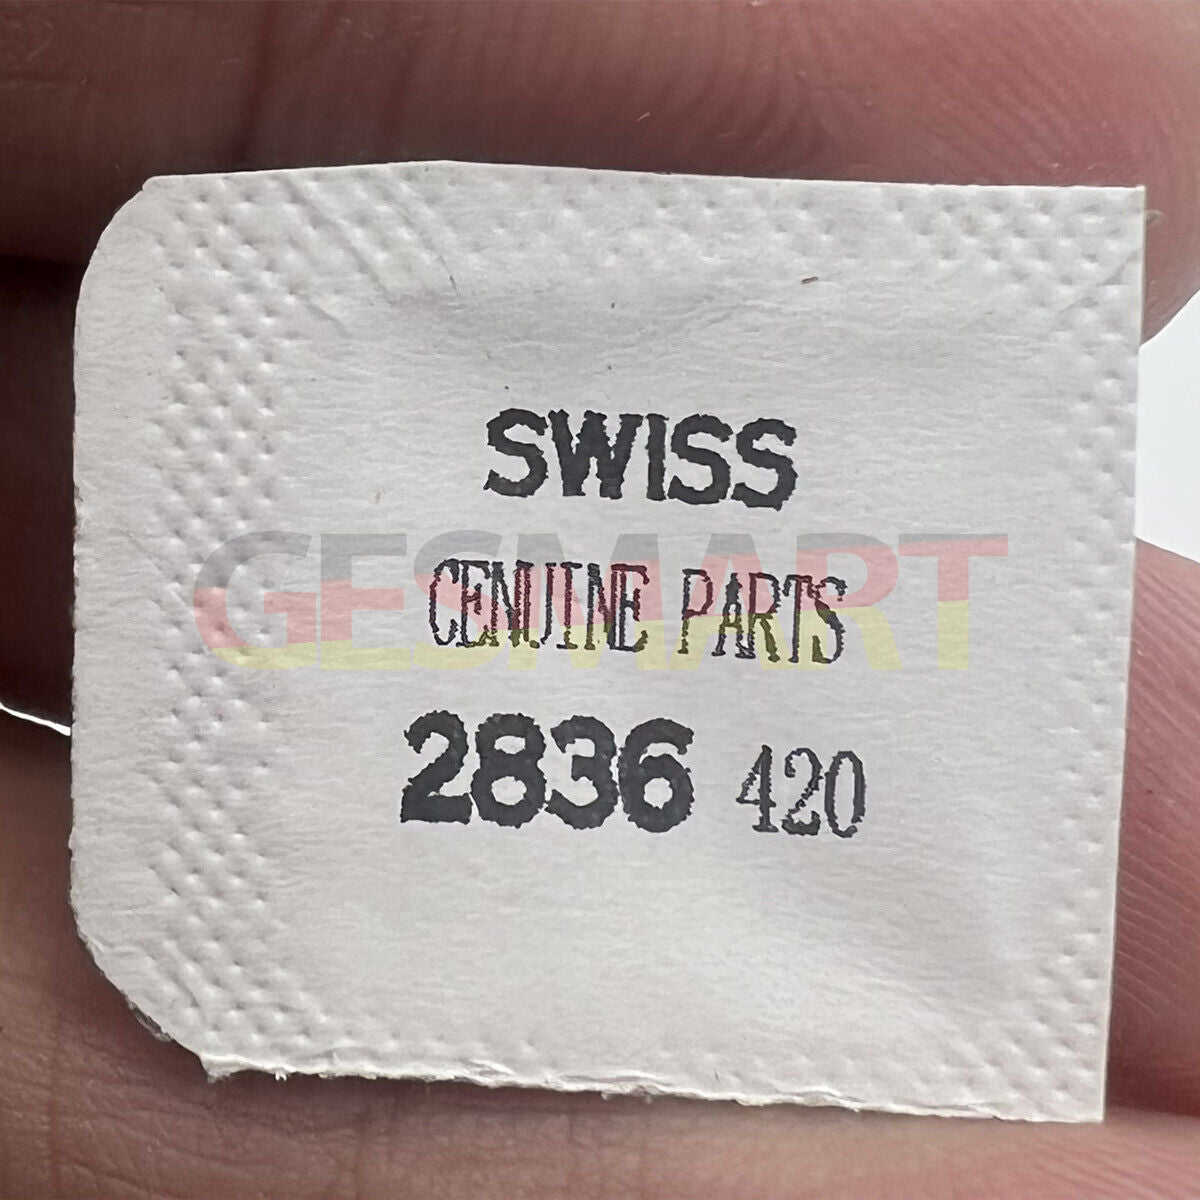 SWISS
GESMART
GENUINE PARTS
2836 420